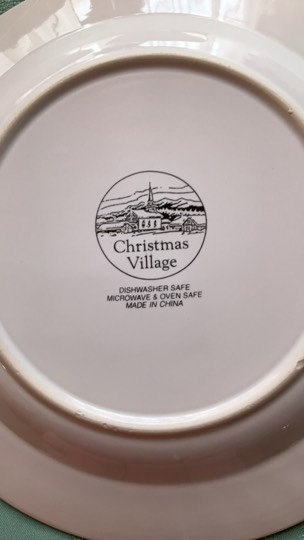 Christmas
Village
DISHWASHER SAFE
MICROWAVE & OVEN SAFE
MADE IN CHINA